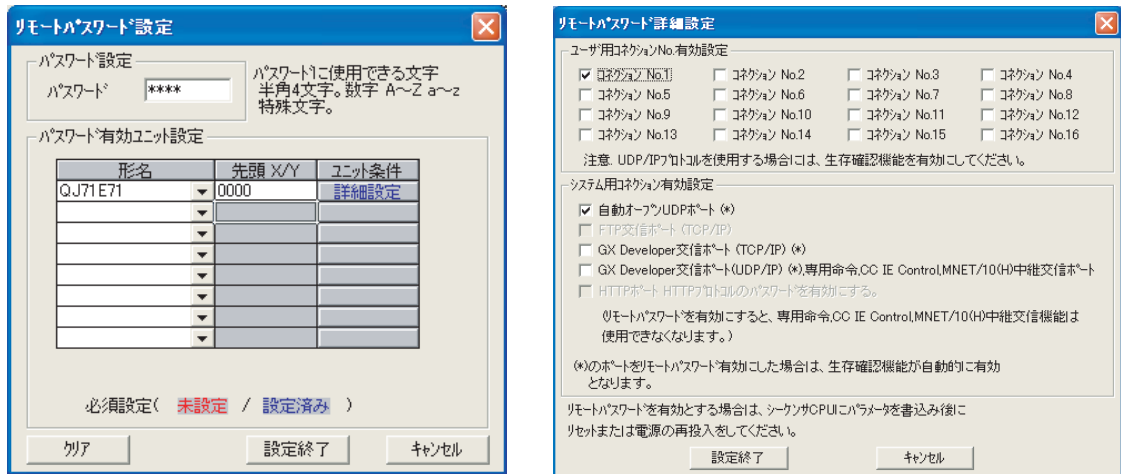 リモートパスワード設定
パスワード設定
パスワード
****
パスワードに使用できる文字
半角4文字。数字 A～Z a～z
特殊文字。
パスワード有効ユニット設定
形名 先頭 X/Y ユニット条件
QJ71E71 0000 詳細設定
必須設定( 未設定 / 設定済み )
クリア 設定終了 キャンセル
リモートパスワード詳細設定
ユーザ用コネクションNo.有効設定
コネクション No.1 コネクション No.2 コネクション No.3 コネクション No.4
コネクション No.5 コネクション No.6 コネクション No.7 コネクション No.8
コネクション No.9 コネクション No.10 コネクション No.11 コネクション No.12
コネクション No.13 コネクション No.14 コネクション No.15 コネクション No.16
注意. UDP/IPプロトコルを使用する場合には、生存確認機能を有効にしてください。
システム用コネクション有効設定
自動オープンUDPポート (*)
FTP交信ポート (TCP/IP)
GX Developer交信ポート (TCP/IP) (*)
GX Developer交信ポート(UDP/IP) (*),専用命令,CC IE Control,MNET/10(H)中継交信ポート
HTTPポート HTTPプロトコルのパスワードを有効にする。
(リモートパスワードを有効にすると、専用命令,CC IE Control,MNET/10(H)中継交信機能は
使用できなくなります。)
(*)のポートをリモートパスワード有効にした場合は、生存確認機能が自動的に有効
となります。
リモートパスワードを有効とする場合は、シーケンサCPUにパラメータを書込み後に
リセットまたは電源の再投入をしてください。
設定終了 キャンセル